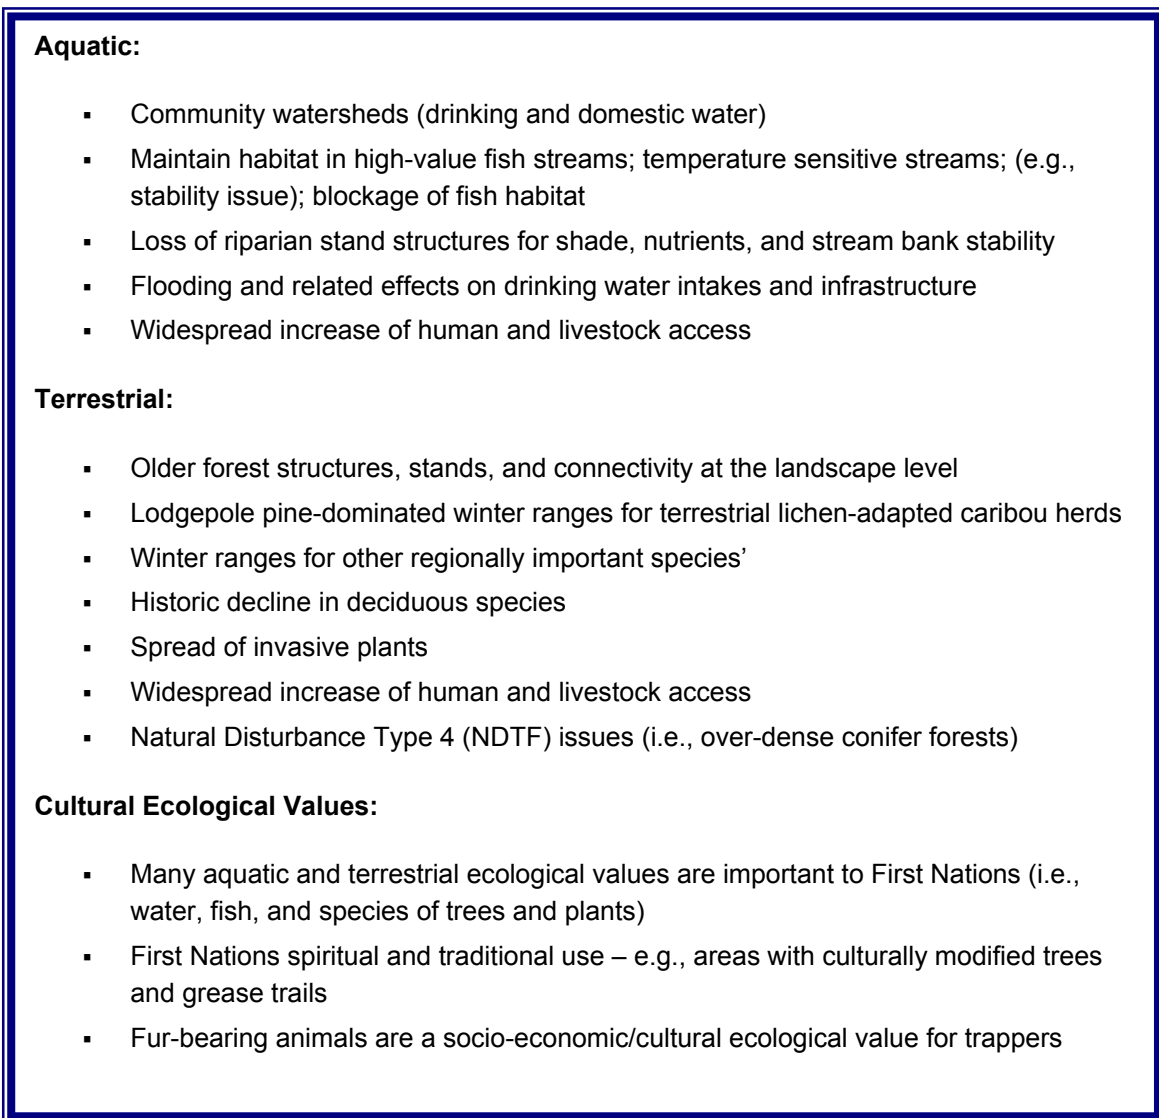 Aquatic:
▪ Community watersheds (drinking and domestic water)
▪ Maintain habitat in high-value fish streams; temperature sensitive streams; (e.g.,
stability issue); blockage of fish habitat
▪ Loss of riparian stand structures for shade, nutrients, and stream bank stability
▪ Flooding and related effects on drinking water intakes and infrastructure
▪ Widespread increase of human and livestock access
Terrestrial:
▪ Older forest structures, stands, and connectivity at the landscape level
▪ Lodgepole pine-dominated winter ranges for terrestrial lichen-adapted caribou herds
▪ Winter ranges for other regionally important species’
▪ Historic decline in deciduous species
▪ Spread of invasive plants
▪ Widespread increase of human and livestock access
▪ Natural Disturbance Type 4 (NDTF) issues (i.e., over-dense conifer forests)
Cultural Ecological Values:
▪ Many aquatic and terrestrial ecological values are important to First Nations (i.e.,
water, fish, and species of trees and plants)
▪ First Nations spiritual and traditional use – e.g., areas with culturally modified trees
and grease trails
▪ Fur-bearing animals are a socio-economic/cultural ecological value for trappers